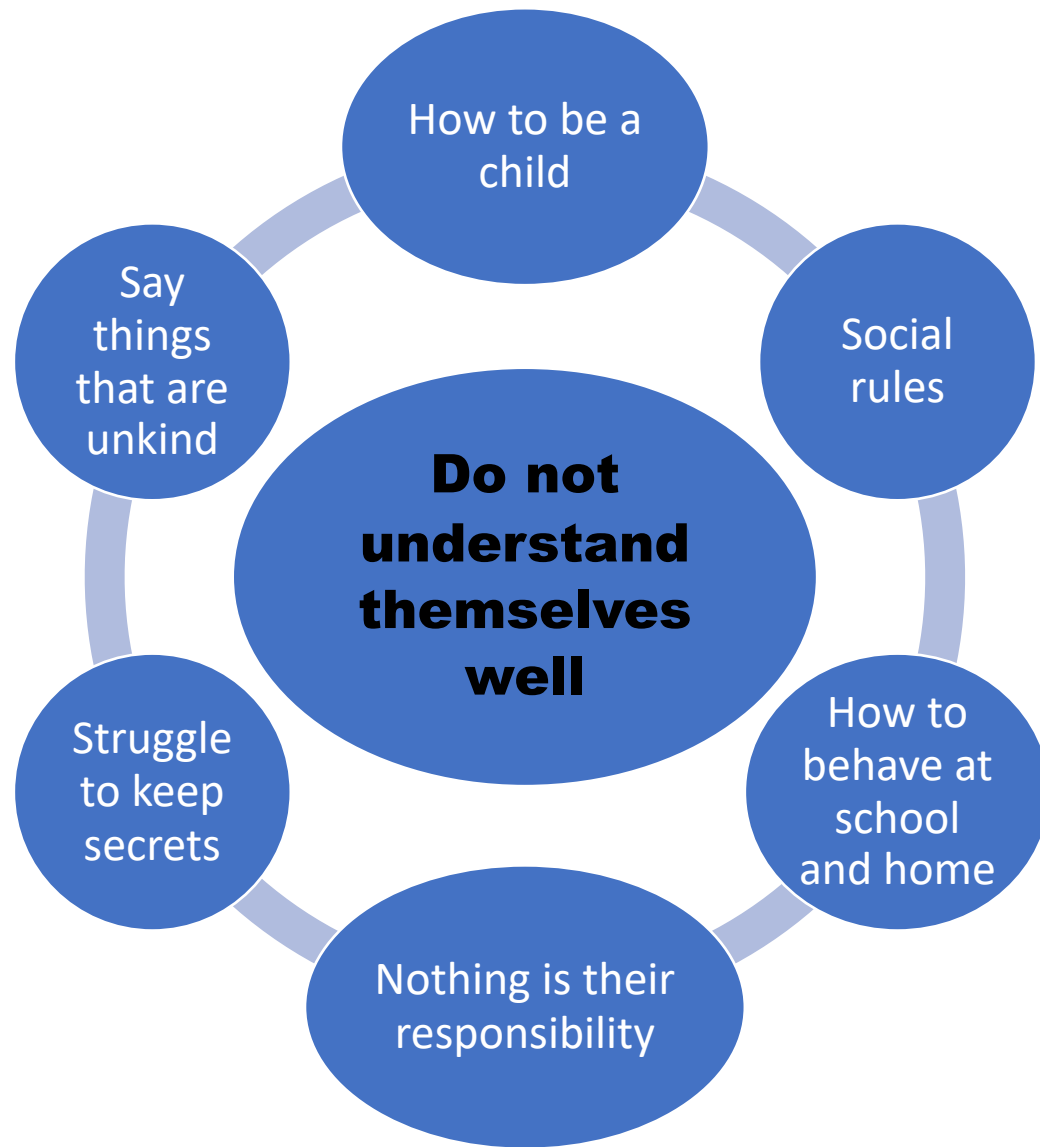 How to be a
child
Social
rules
How to
behave at
school
and home
Nothing is their
responsibility
Struggle
to keep
secrets
Say
things
that are
unkind
Do not
understand
themselves
well